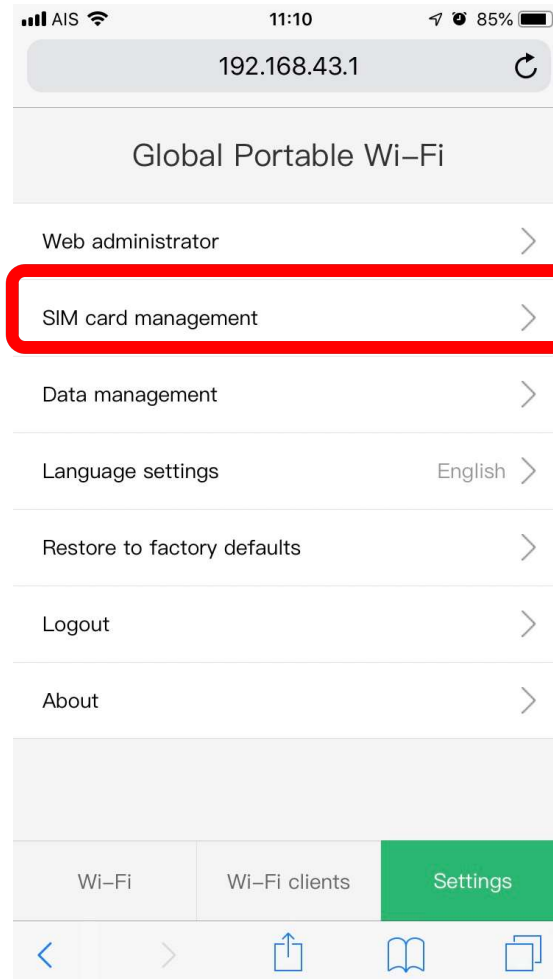 AIS 11:10 85%
192.168.43.1
Global Portable Wi–Fi
Web administrator
SIM card management
Data management
Language settings English
Restore to factory defaults
Logout
About
Wi–Fi Wi–Fi clients Settings